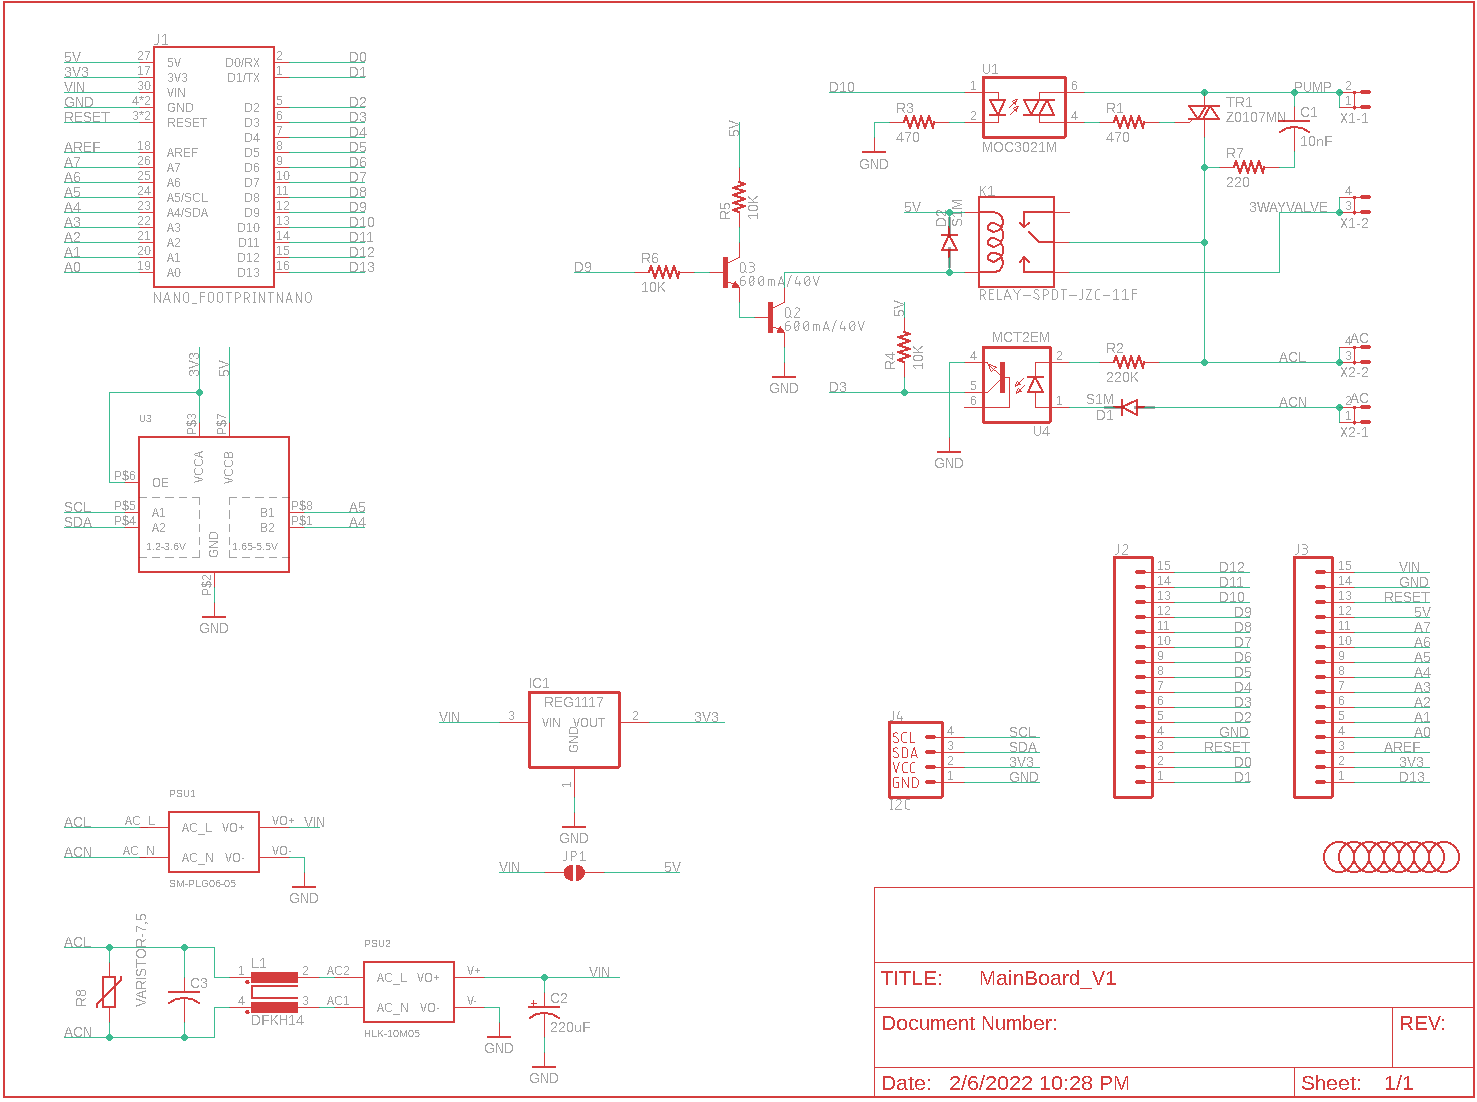 J1
5V 27 5V D0/RX 2 D0
3V3 17 3V3 D1/TX 1 D1
VIN 30 VIN
GND 4*2 GND D2 5 D2
RESET 3*2 RESET D3 6 D3
D4 7 D4
AREF 18 AREF D5 8 D5
A7 26 A7 D6 9 D6
A6 25 A6 D7 10 D7
A5 24 A5/SCL D8 11 D8
A4 23 A4/SDA D9 12 D9
A3 22 A3 D10 13 D10
A2 21 A2 D11 14 D11
A1 20 A1 D12 15 D12
A0 19 A0 D13 16 D13
NANO_FOOTPRINTNANO
U1
D10 1 6 PUMP 2
1
X1-1
R3 2 4 R1
470 470
GND
MOC3021M
TR1
Z0107MN
C1
10nF
R7
220
5V
R5
10K
K1
5V
D2
S1M
RELAY-SPDT-JZC-11F
3WAYVALVE
4
3
X1-2
D9 R6
10K
Q3
600mA/40V
Q2
600mA/40V
GND
5V
R4
10K
D3
MCT2EM
4 2
5
6 1
U4
GND
R2
220K
ACL
AC
4
3
X2-2
S1M
D1
ACN
AC
2
1
X2-1
3V3 5V
U3
P$3 P$7
VCCA VCCB
P$6 OE
SCL P$5 A1 B1 P$8 A5
SDA P$4 A2 B2 P$1 A4
1.2-3.6V GND 1.65-5.5V
P$2
GND
IC1
REG1117
VIN 3 VIN VOUT 2 3V3
GND
1
GND
JP1
VIN 5V
J4
SCL 4 SCL
SDA 3 SDA
VCC 2 3V3
GND 1 GND
I2C
J2
15 D12
14 D11
13 D10
12 D9
11 D8
10 D7
9 D6
8 D5
7 D4
6 D3
5 D2
4 GND
3 RESET
2 D0
1 D1
J3
15 VIN
14 GND
13 RESET
12 5V
11 A7
10 A6
9 A5
8 A4
7 A3
6 A2
5 A1
4 A0
3 AREF
2 3V3
1 D13
PSU1
ACL AC_L AC_L VO+ VO+ VIN
ACN AC_N AC_N VO- VO-
SM-PLG06-05
GND
ACL
R8
VARISTOR-7,5
C3
ACN
L1
1 2
4 3
DFKH14
PSU2
AC2 AC_L VO+ V+ VIN
AC1 AC_N VO- V-
HLK-10M05
GND
+ C2
220uF
GND
TITLE: MainBoard_V1
Document Number:
REV:
Date: 2/6/2022 10:28 PM
Sheet: 1/1